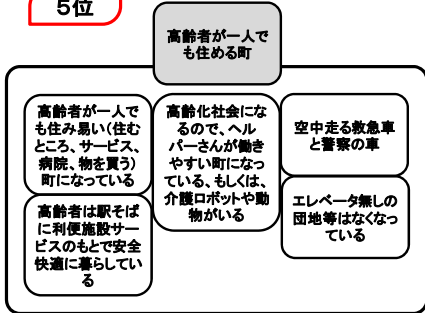 5位
高齢者が一人で
も住める町
高齢者が一人で
も住み易い(住む
ところ、サービス、
病院、物を買う)
町になっている
高齢者は駅そば
に利便施設サー
ビスのもとで安全
快適に暮らしてい
る
高齢化社会にな
るので、ヘル
パーさんが働き
やすい町になっ
ている、もしくは、
介護ロボットや動
物がいる
空中走る救急車
と警察の車
エレベータ無しの
団地等はなくなっ
ている